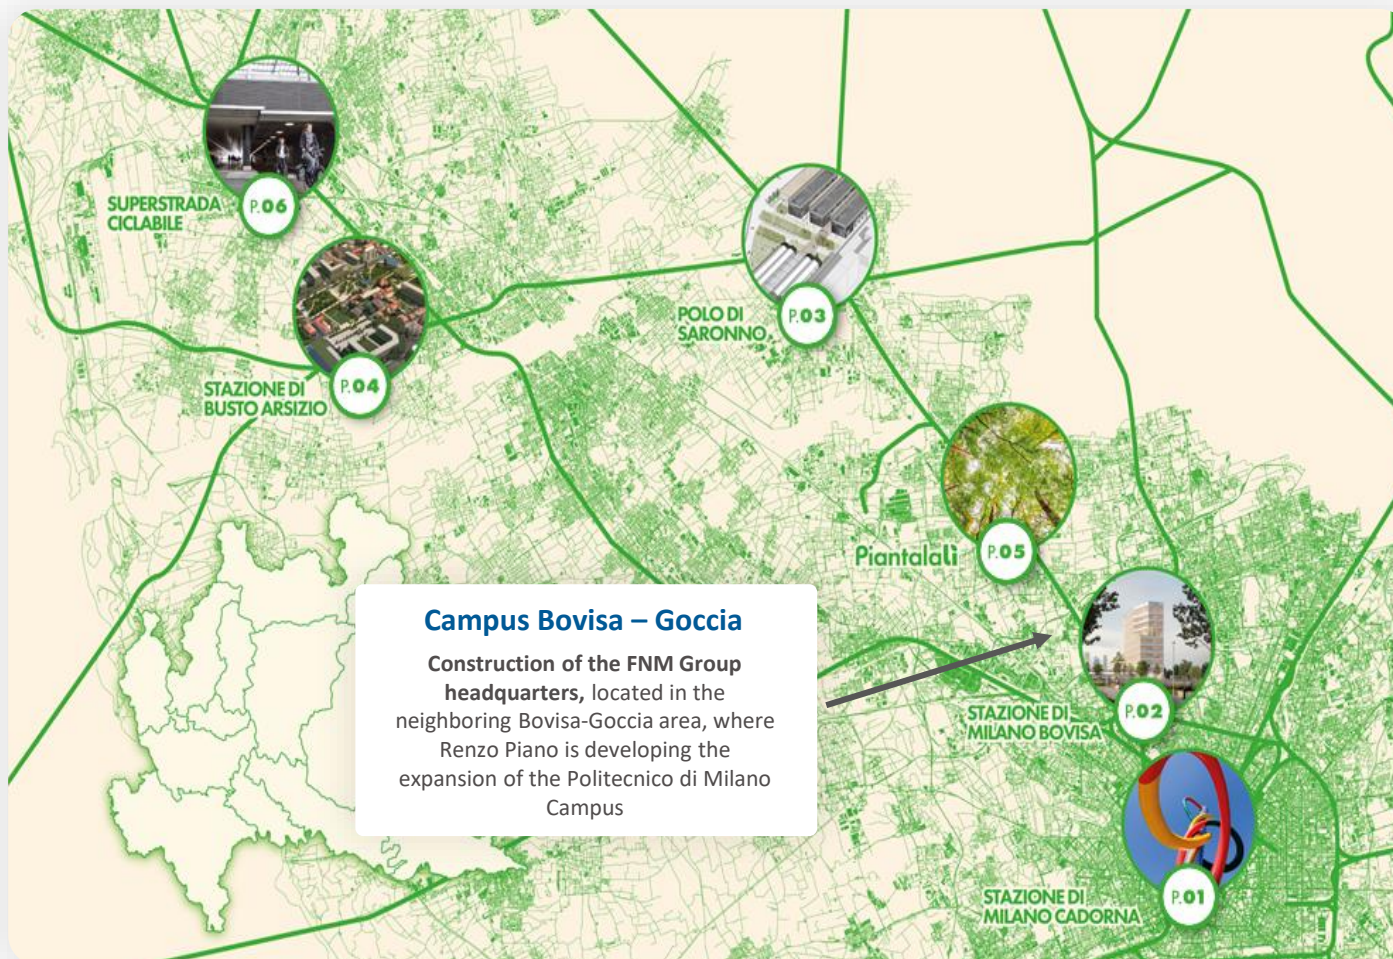 P.06
SUPERSTRADA
CICLABILE
P.04
STAZIONE DI
BUSTO ARSIZIO
P.03
POLO DI
SARONNO
P.05
Piantalalì
Campus Bovisa – Goccia
Construction of the FNM Group
headquarters, located in the
neighboring Bovisa-Goccia area, where
Renzo Piano is developing the
expansion of the Politecnico di Milano
Campus
P.02
STAZIONE DI
MILANO BOVISA
P.01
STAZIONE DI
MILANO CADORNA